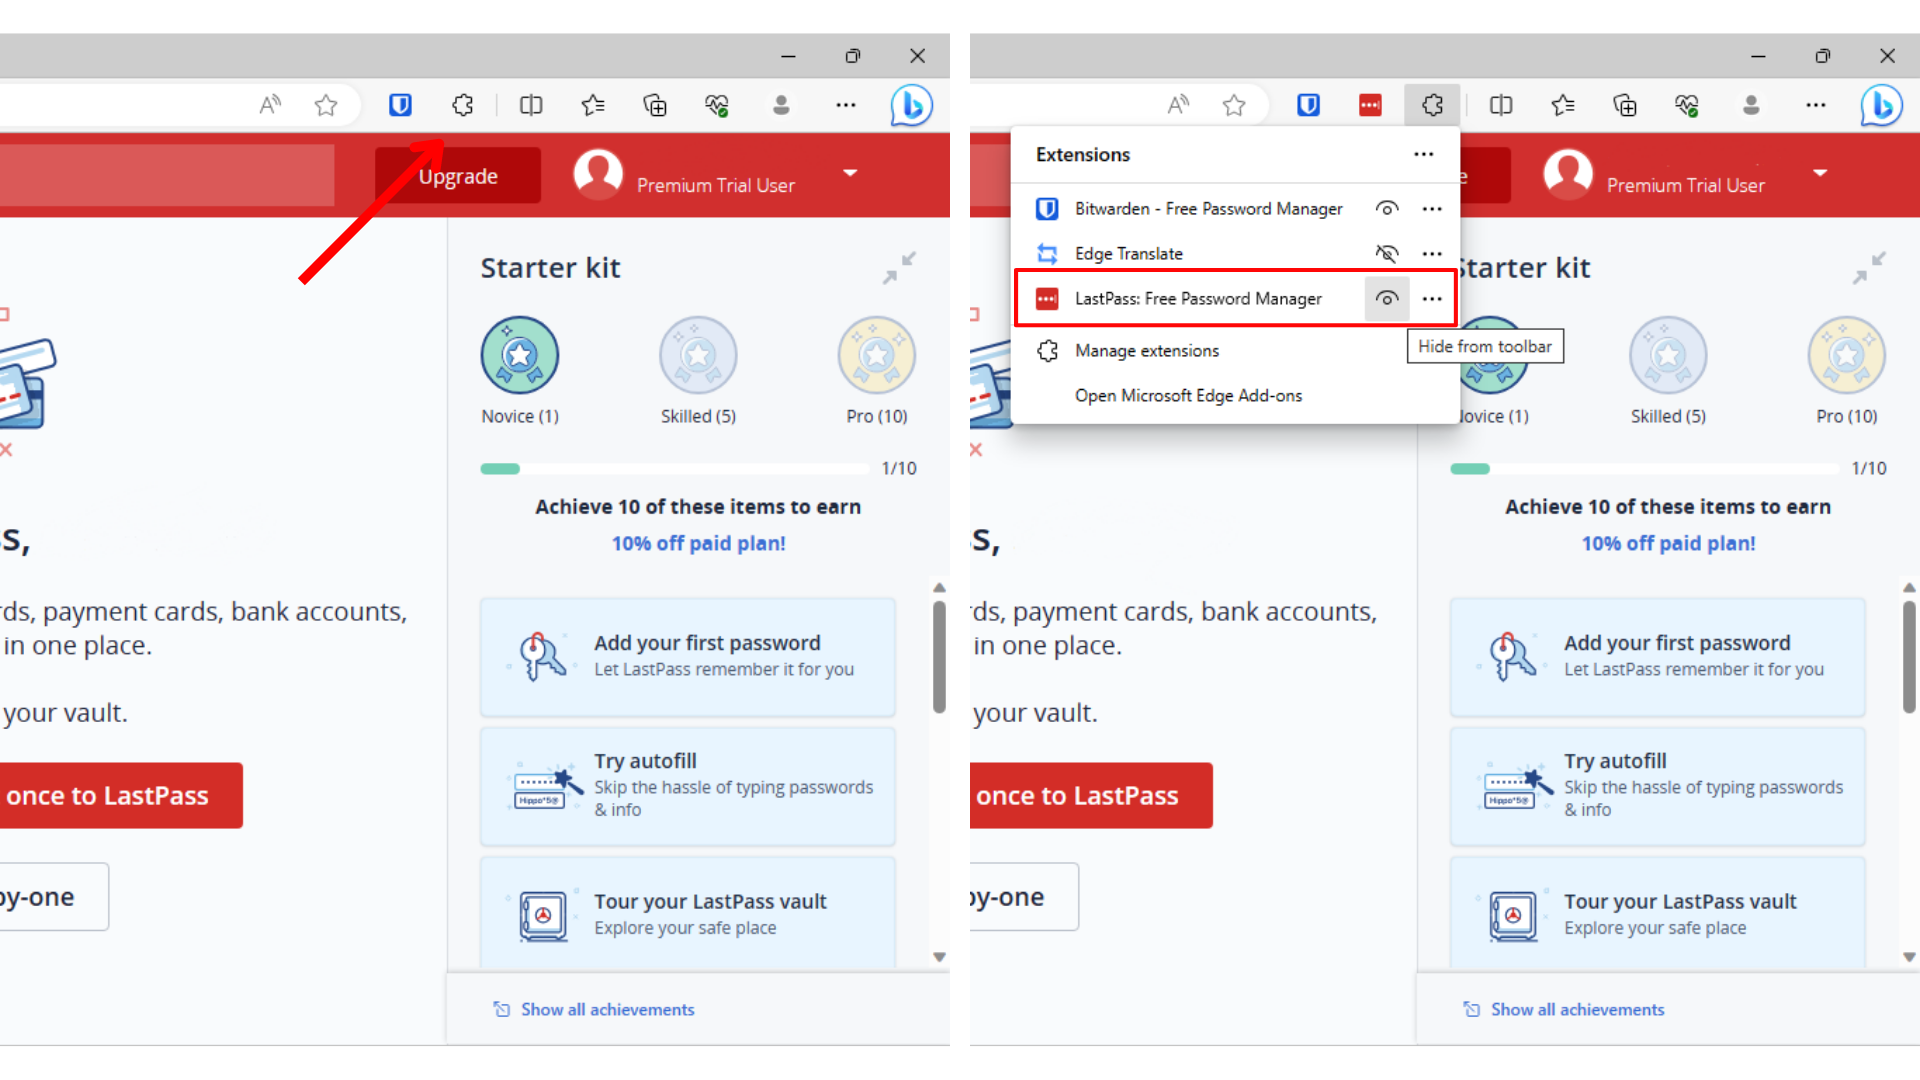 A
Upgrade
Premium Trial User
Starter kit
Novice (1)
Skilled (5)
Pro (10)
1/10
Achieve 10 of these items to earn
10% off paid plan!
s,
rds, payment cards, bank accounts,
in one place.
your vault.
once to LastPass
by-one
Add your first password
Let LastPass remember it for you
Try autofill
Skip the hassle of typing passwords
& info
Hippo*5@
Tour your LastPass vault
Explore your safe place
Show all achievements
A
Extensions
Bitwarden - Free Password Manager
Edge Translate
LastPass: Free Password Manager
Manage extensions
Hide from toolbar
Open Microsoft Edge Add-ons
e
Premium Trial User
Starter kit
Novice (1)
Skilled (5)
Pro (10)
1/10
Achieve 10 of these items to earn
10% off paid plan!
s,
rds, payment cards, bank accounts,
in one place.
your vault.
once to LastPass
by-one
Add your first password
Let LastPass remember it for you
Try autofill
Skip the hassle of typing passwords
& info
Hippo*5@
Tour your LastPass vault
Explore your safe place
Show all achievements